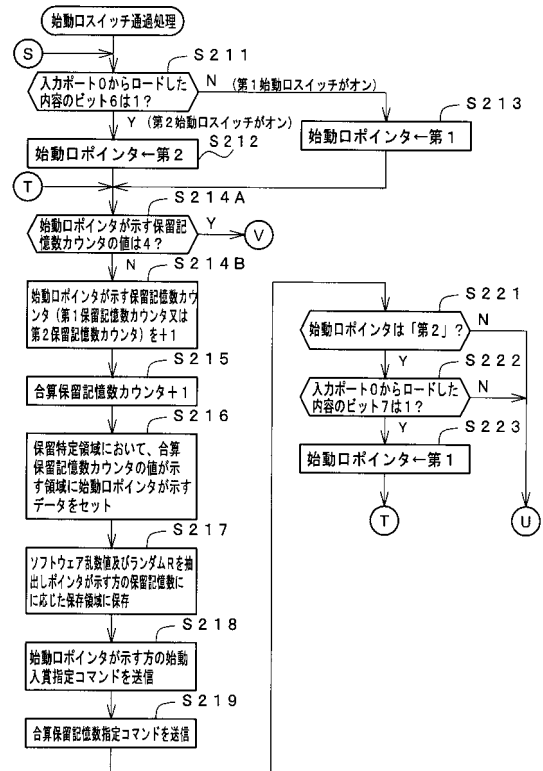 始動口スイッチ通過処理
S
S211
入力ポート0からロードした
内容のビット6は1?
N (第1始動口スイッチがオン)
Y (第2始動口スイッチがオン)
S213
始動口ポインタ←第1
S212
始動口ポインタ←第2
T
S214A
始動口ポインタが示す保留記
憶数カウンタの値は4?
Y
V
N
S214B
始動口ポインタが示す保留記憶数カウ
ンタ(第1保留記憶数カウンタ又は
第2保留記憶数カウンタ)を+1
S215
合算保留記憶数カウンタ+1
S216
保留特定領域において、合算
保留記憶数カウンタの値が示
す領域に始動口ポインタが示す
データをセット
S217
ソフトウェア乱数値及びランダムRを抽
出しポインタが示す方の保留記憶数に
に応じた保存領域に保存
S218
始動口ポインタが示す方の始動
入賞指定コマンドを送信
S219
合算保留記憶数指定コマンドを送信
S221
始動口ポインタは「第2」?
N
Y
S222
入力ポート0からロードした
内容のビット7は1?
N
Y
S223
始動口ポインタ←第1
T
U